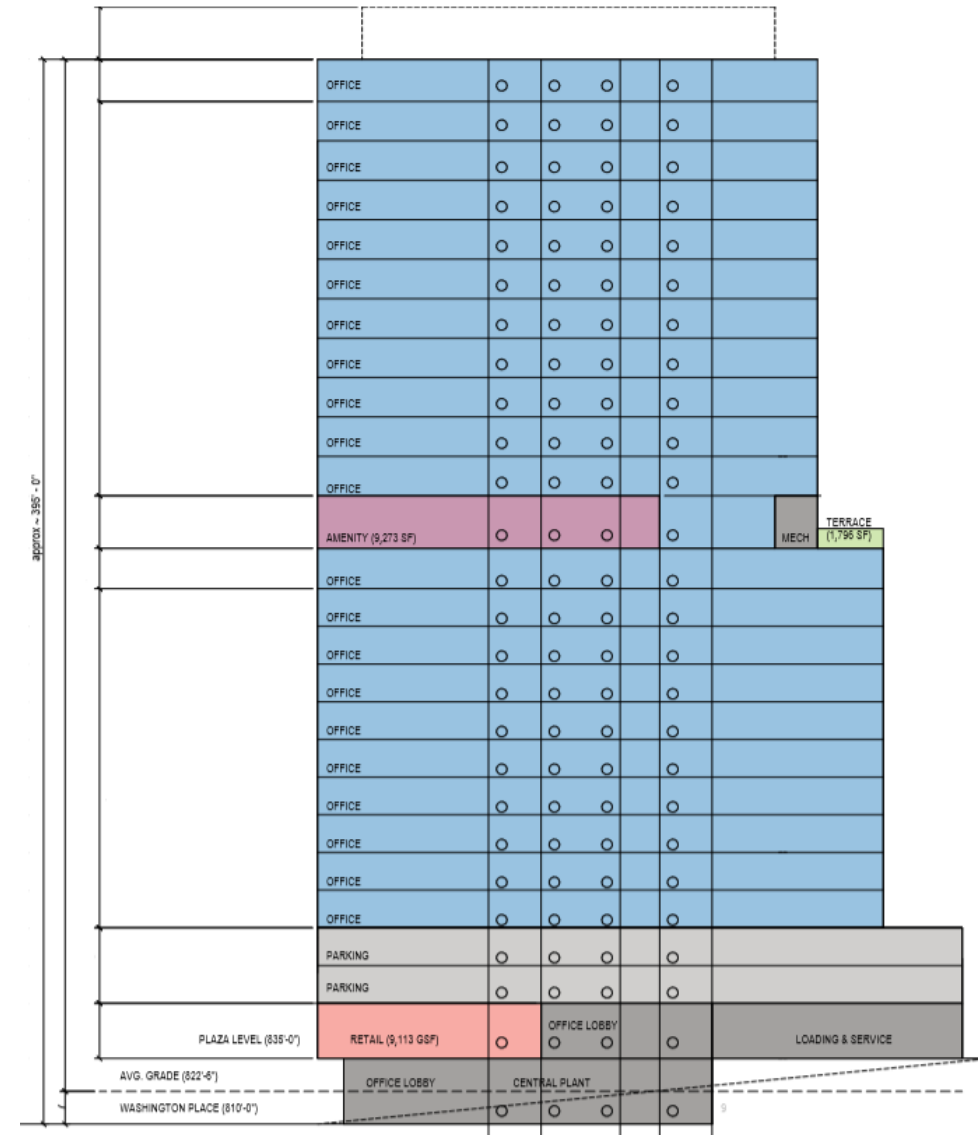 OFFICE
OFFICE
OFFICE
OFFICE
OFFICE
OFFICE
OFFICE
OFFICE
OFFICE
OFFICE
OFFICE
approx ~ 395' - 0"
AMENITY (9,273 SF)
MECH
TERRACE
(1,796 SF)
OFFICE
OFFICE
OFFICE
OFFICE
OFFICE
OFFICE
OFFICE
OFFICE
OFFICE
OFFICE
PARKING
PARKING
PLAZA LEVEL (835'-0")
RETAIL (9,113 GSF)
OFFICE LOBBY
LOADING & SERVICE
AVG. GRADE (822'-6")
OFFICE LOBBY
CENTRAL PLANT
WASHINGTON PLACE (810'-0")
9